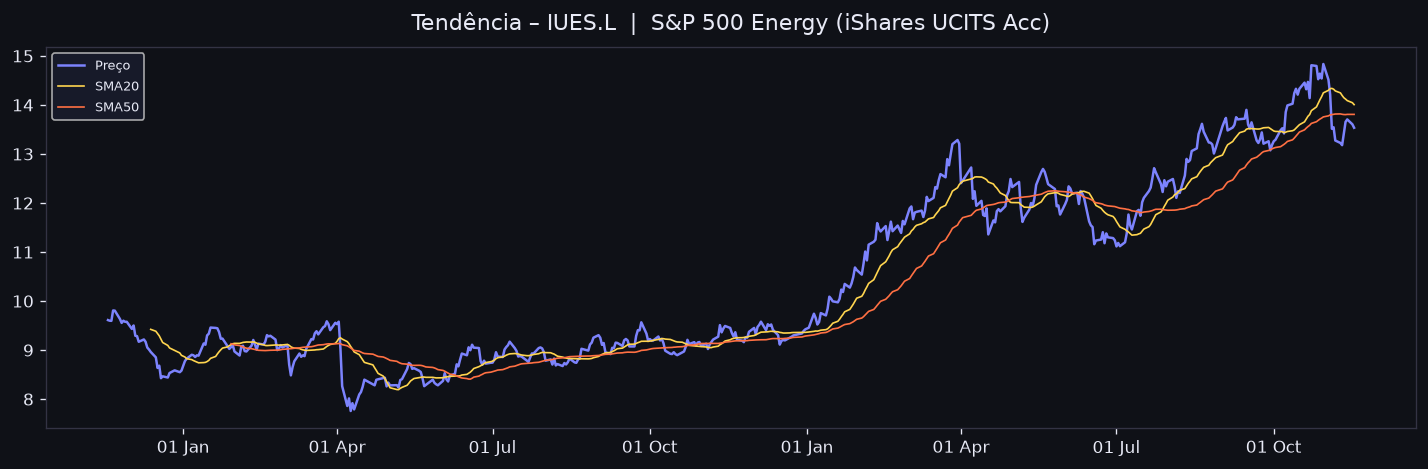 Tendência – IUES.L  |  S&P 500 Energy (iShares UCITS Acc)
15
14
13
12
11
10
9
8
Preço
SMA20
SMA50
01 Jan
01 Apr
01 Jul
01 Oct
01 Jan
01 Apr
01 Jul
01 Oct